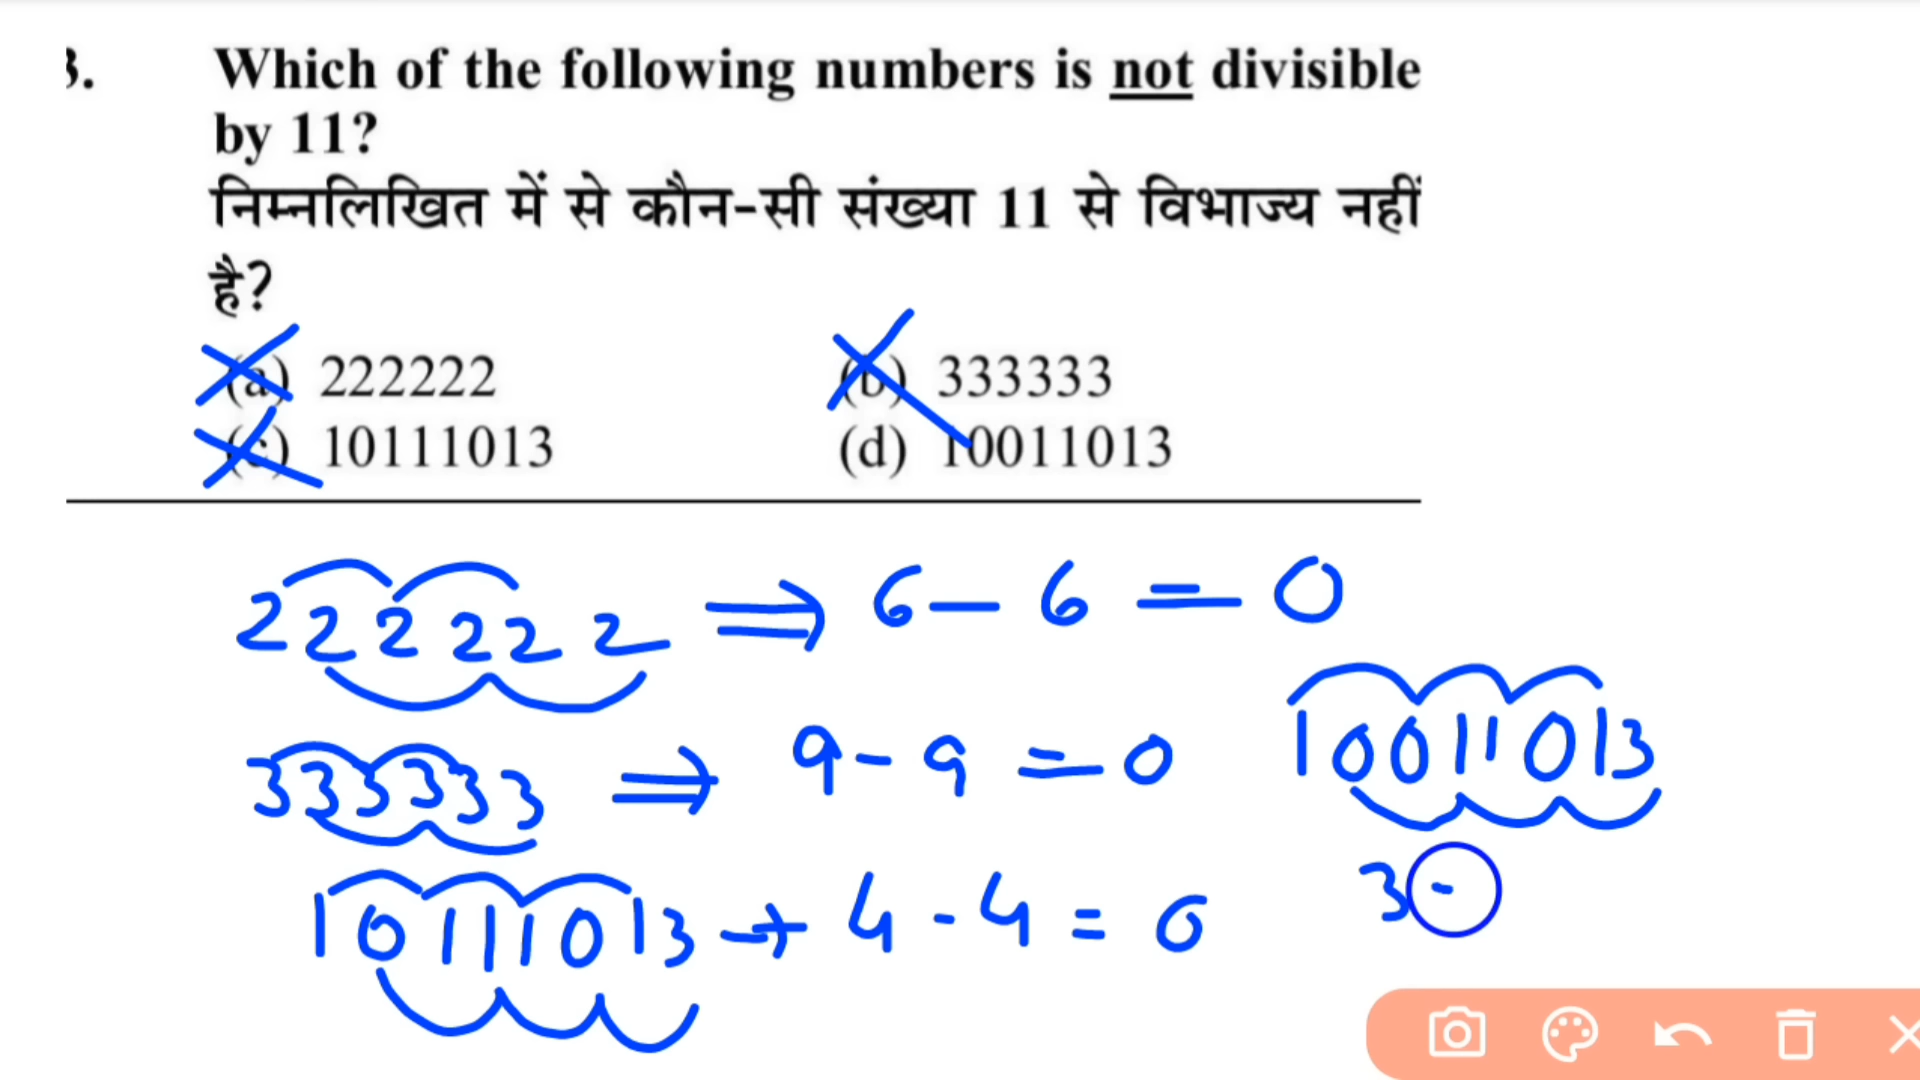 3. Which of the following numbers is not divisible
by 11?
निम्नलिखित में से कौन-सी संख्या 11 से विभाज्य नहीं
है?
(a) 222222 (b) 333333
(c) 10111013 (d) 10011013
222222 ⇒ 6 - 6 = 0
333333 ⇒ 9 - 9 = 0
10011013
10111013 → 4 - 4 = 0
3 -